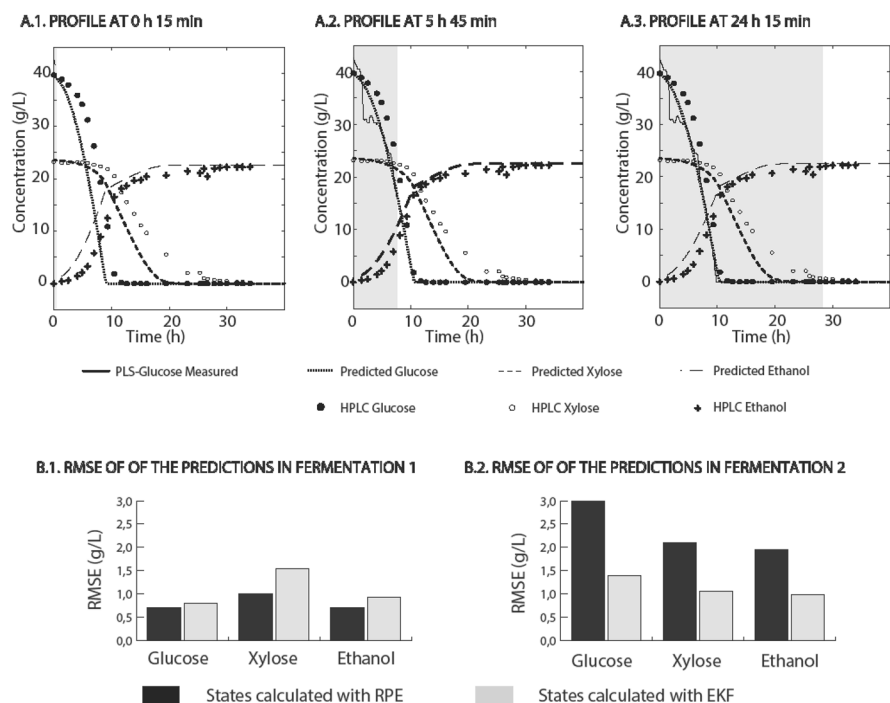 A.1. PROFILE AT 0 h 15 min
A.2. PROFILE AT 5 h 45 min
A.3. PROFILE AT 24 h 15 min
Concentration (g/L)
40
30
20
10
0
0
10
20
30
Time (h)
Concentration (g/L)
40
30
20
10
0
0
10
20
30
Time (h)
Concentration (g/L)
40
30
20
10
0
0
10
20
30
Time (h)
PLS-Glucose Measured
Predicted Glucose
Predicted Xylose
Predicted Ethanol
HPLC Glucose
HPLC Xylose
HPLC Ethanol
B.1. RMSE OF OF THE PREDICTIONS IN FERMENTATION 1
B.2. RMSE OF OF THE PREDICTIONS IN FERMENTATION 2
RMSE (g/L)
3,0
2,5
2,0
1,5
1,0
0,5
0,0
Glucose
Xylose
Ethanol
RMSE (g/L)
3,0
2,5
2,0
1,5
1,0
0,5
0,0
Glucose
Xylose
Ethanol
States calculated with RPE
States calculated with EKF